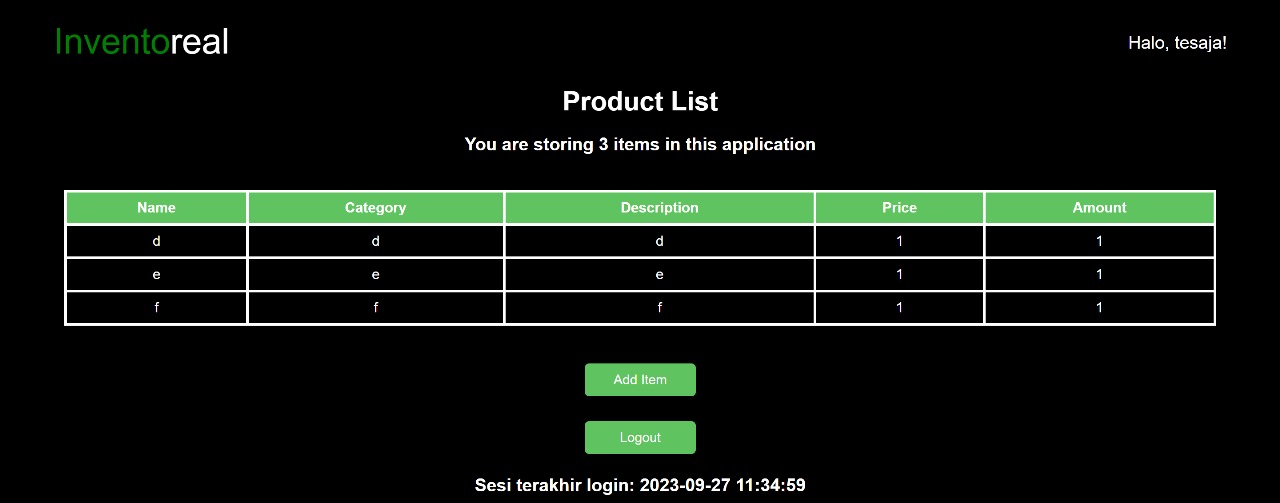 Inventoreal
Halo, tesaja!
Product List
You are storing 3 items in this application
Name Category Description Price Amount
d d d 1 1
e e e 1 1
f f f 1 1
Add Item
Logout
Sesi terakhir login: 2023-09-27 11:34:59